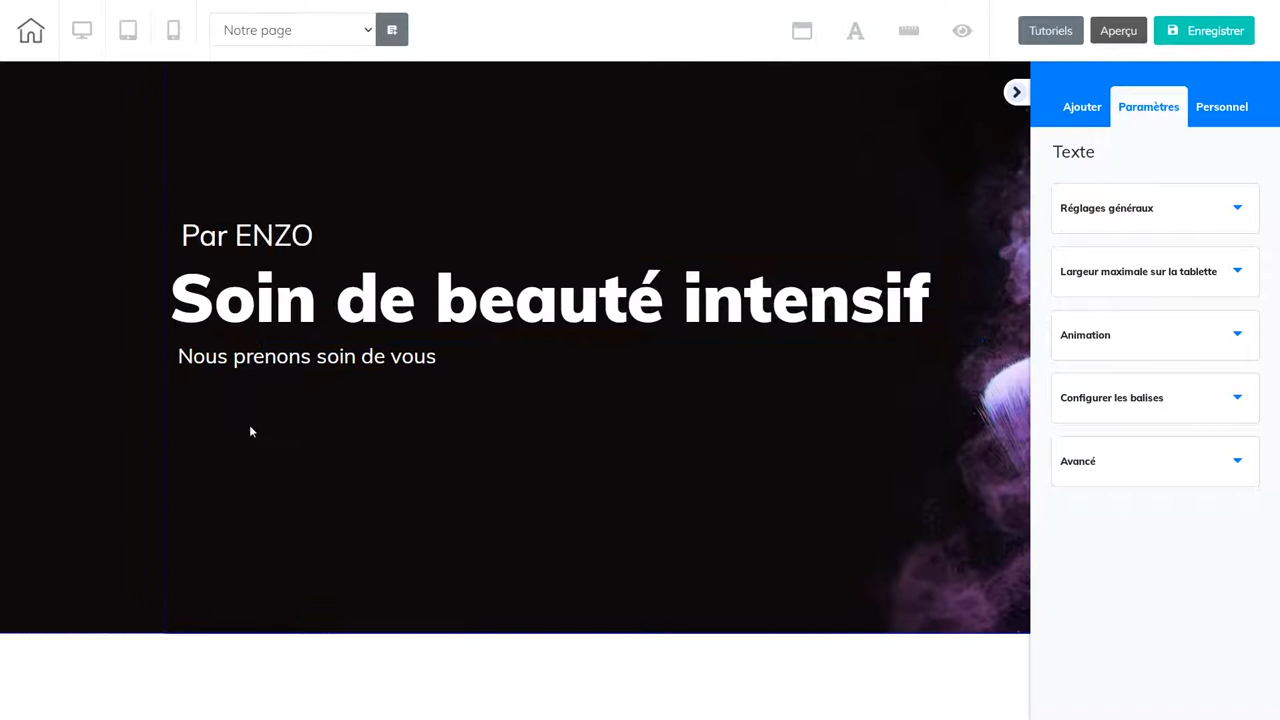 Notre page
Tutoriels
Aperçu
Enregistrer
Ajouter
Paramètres
Personnel
Texte
Réglages généraux
Largeur maximale sur la tablette
Animation
Configurer les balises
Avancé
Par ENZO
Soin de beauté intensif
Nous prenons soin de vous